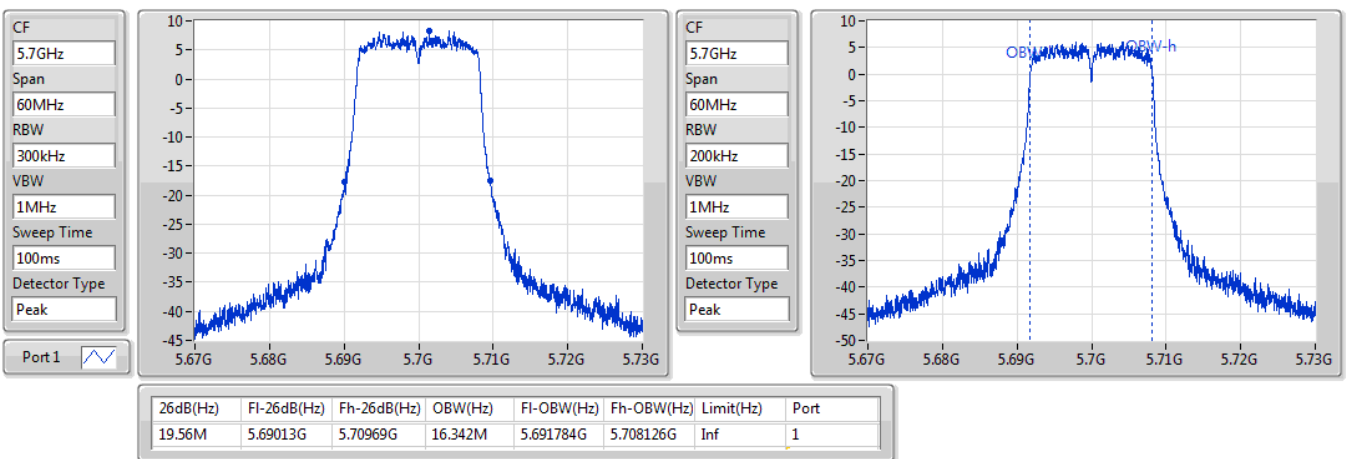 CF
5.7GHz
Span
60MHz
RBW
300kHz
VBW
1MHz
Sweep Time
100ms
Detector Type
Peak
Port 1
10
5
0
-5
-10
-15
-20
-25
-30
-35
-40
-45
5.67G 5.68G 5.69G 5.7G 5.71G 5.72G 5.73G
CF
5.7GHz
Span
60MHz
RBW
200kHz
VBW
1MHz
Sweep Time
100ms
Detector Type
Peak
10
5
0
-5
-10
-15
-20
-25
-30
-35
-40
-45
-50
OBW-h
5.67G 5.68G 5.69G 5.7G 5.71G 5.72G 5.73G
26dB(Hz) Fl-26dB(Hz) Fh-26dB(Hz) OBW(Hz) Fl-OBW(Hz) Fh-OBW(Hz) Limit(Hz) Port
19.56M 5.69013G 5.70969G 16.342M 5.691784G 5.708126G Inf 1